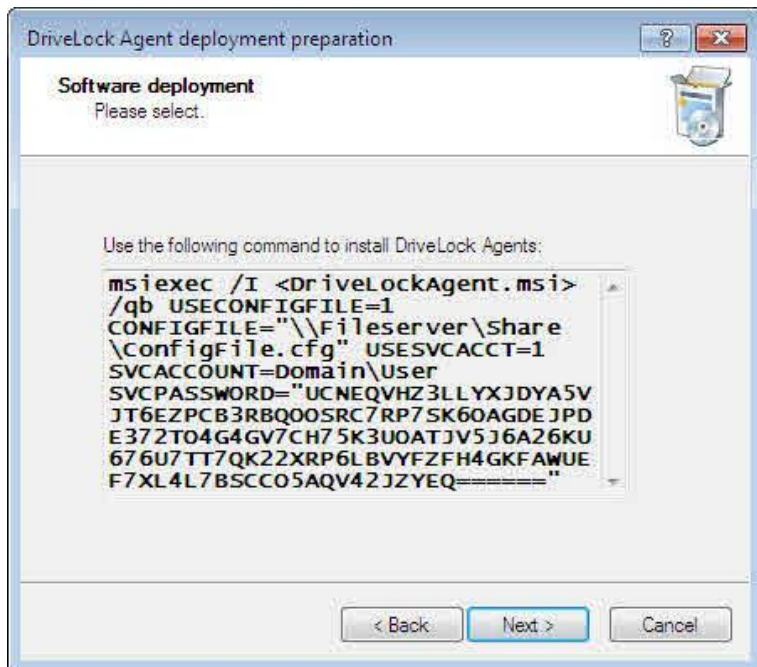 DriveLock Agent deployment preparation
Software deployment
Please select.
Use the following command to install DriveLock Agents:
msiexec /I <DriveLockAgent.msi>
/qb USECONFIGFILE=1
CONFIGFILE="\\Fileserver\Share
\ConfigFile.cfg" USESVCACCT=1
SVCACCOUNT=Domain\User
SVCPASSWORD="UCNEQVHZ3LLYXJDYA5V
JT6EZPCB3RBQOOSRC7RP7SK6OAGDEJPD
E372TO4G4GV7CH75K3UOATJV5J6A26KU
676U7TT7QK22XRP6LBVYFZFH4GKFAWUE
F7XL4L7BSCCO5AQV42JZYEQ======"
< Back
Next >
Cancel